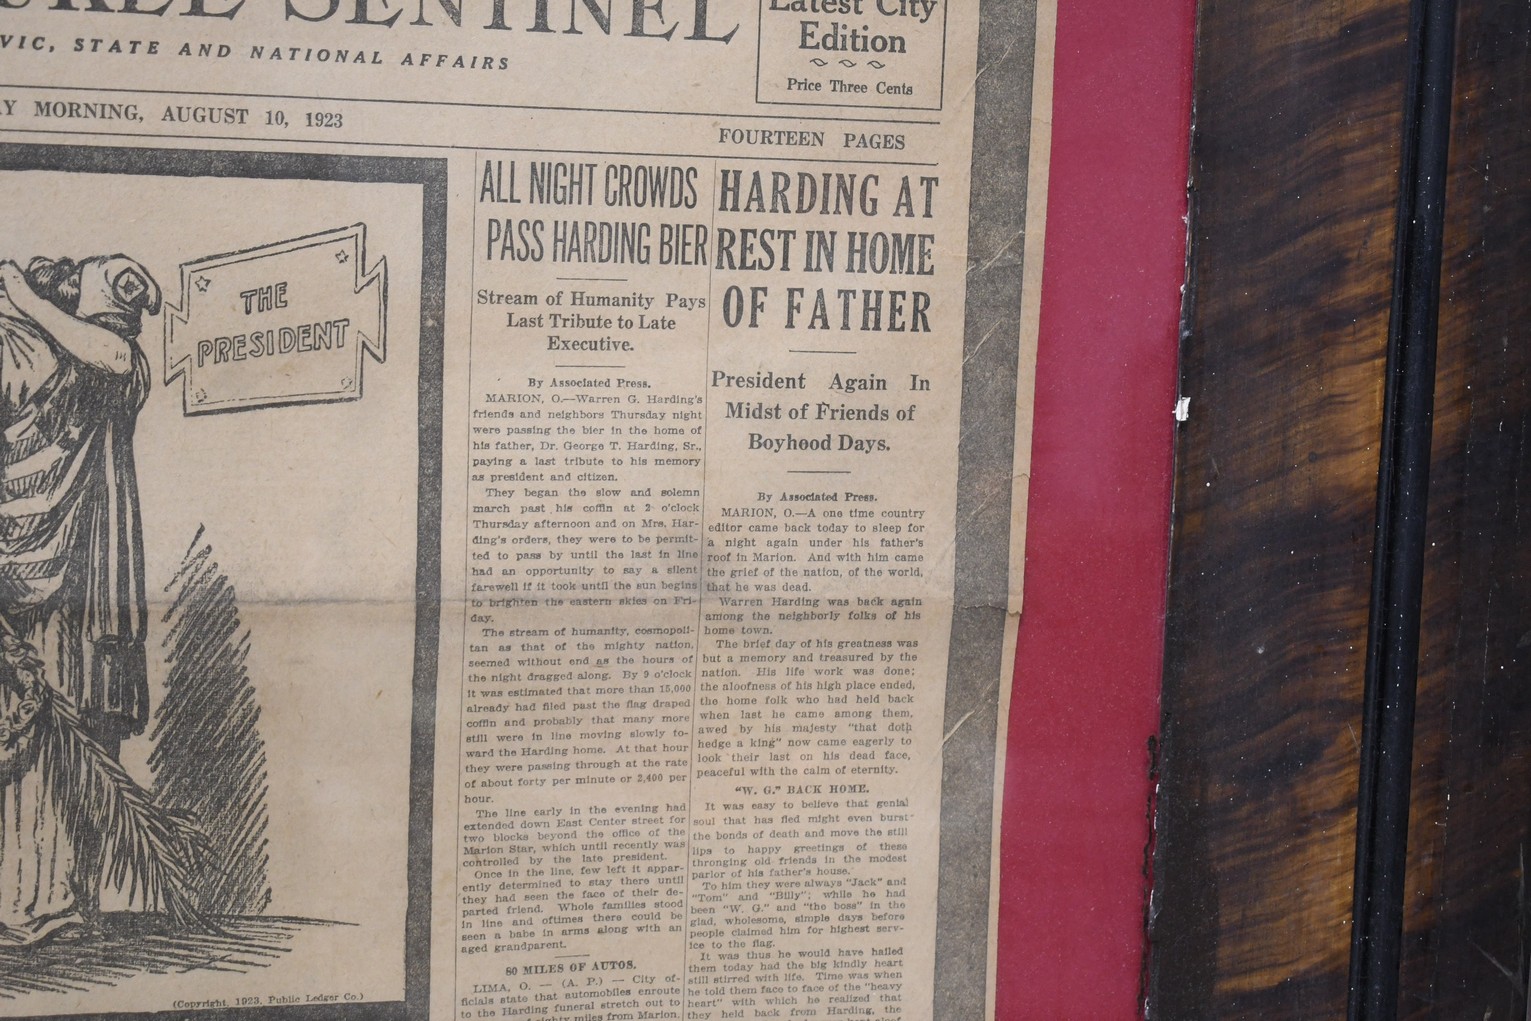 SENTINEL
VIC, STATE AND NATIONAL AFFAIRS
Latest City
Edition
Price Three Cents
MORNING, AUGUST 10, 1923
FOURTEEN PAGES
THE
PRESIDENT
(Copyright, 1923, Public Ledger Co.)
ALL NIGHT CROWDS
PASS HARDING BIER
Stream of Humanity Pays
Last Tribute to Late
Executive.
By Associated Press.
MARION, O.—Warren G. Harding's
friends and neighbors Thursday night
were passing the bier in the home of
his father, Dr. George T. Harding, Sr.,
paying a last tribute to his memory
as president and citizen.
They began the slow and solemn
march past his coffin at 2 o'clock
Thursday afternoon and on Mrs. Har-
ding's orders, they were to be permit-
ted to pass by until the last in line
had an opportunity to say a silent
farewell if it took until the sun begins
to brighten the eastern skies on Fri-
day.
The stream of humanity, cosmopoli-
tan as that of the mighty nation,
seemed without end as the hours of
the night dragged along. By 9 o'clock
it was estimated that more than 15,000
already had filed past the flag draped
coffin and probably that many more
still were in line moving slowly to-
ward the Harding home. At that hour
they were passing through at the rate
of about forty per minute or 2,400 per
hour.
The line early in the evening had
extended down East Center street for
two blocks beyond the office of the
Marion Star, which until recently was
controlled by the late president.
Once in the line, few left it appar-
ently determined to stay there until
they had seen the face of their de-
parted friend. Whole families stood
in line and oftimes there could be
seen a babe in arms along with an
aged grandparent.
80 MILES OF AUTOS.
LIMA, O. — (A. P.) — City of-
ficials state that automobiles enroute
to the Harding funeral stretch out to
eighty miles from Marion.
HARDING AT
REST IN HOME
OF FATHER
President Again In
Midst of Friends of
Boyhood Days.
By Associated Press.
MARION, O.—A one time country
editor came back today to sleep for
a night again under his father's
roof in Marion. And with him came
the grief of the nation, of the world,
that he was dead.
Warren Harding was back again
among the neighborly folks of his
home town.
The brief day of his greatness was
but a memory and treasured by the
nation. His life work was done;
the aloofness of his high place ended,
the home folk who had held back
when last he came among them,
awed by his majesty "that doth
hedge a king" now came eagerly to
look their last on his dead face,
peaceful with the calm of eternity.
"W. G." BACK HOME.
It was easy to believe that genial
soul that has fled might even burst
the bonds of death and move the still
lips to happy greetings of these
thronging old friends in the modest
parlor of his father's house.
To him they were always "Jack" and
"Tom" and "Billy"; while he had
been "W. G." and "the boss" in the
glad, wholesome, simple days before
people claimed him for highest serv-
ice to the flag.
It was thus he would have hailed
them today had the big kindly heart
still stirred with life. Time was when
he told them face to face of the "heavy
heart" with which he realized that
they held back from Harding, the